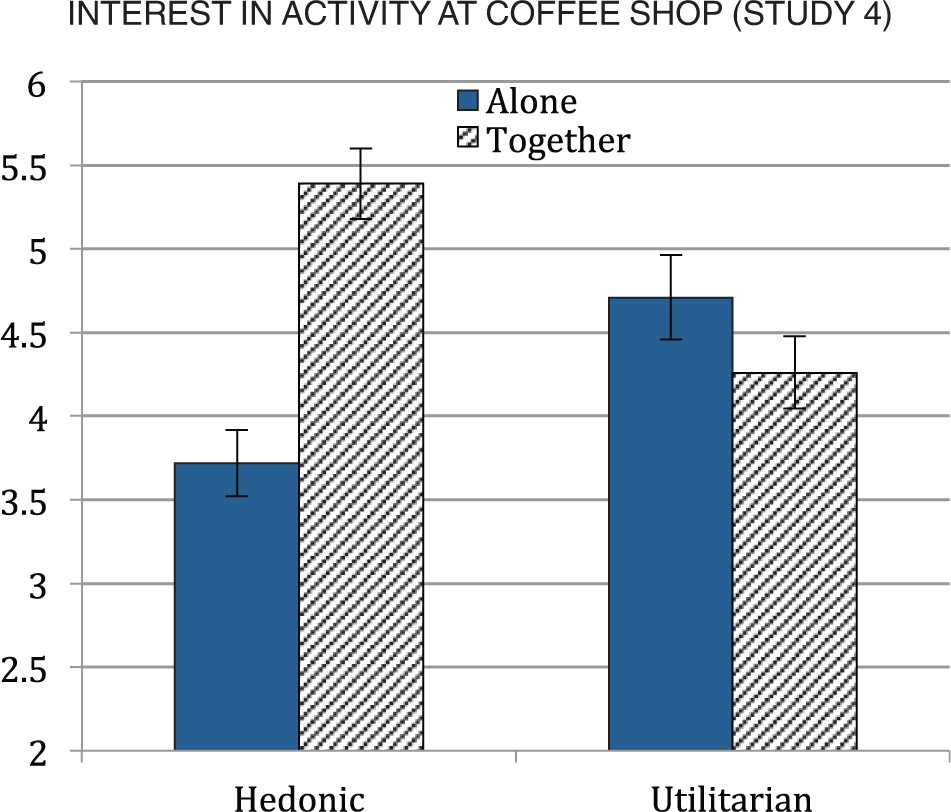 INTEREST IN ACTIVITY AT COFFEE SHOP (STUDY 4)
6
Alone
Together
5.5
5
4.5
4
3.5
3
2.5
2
Hedonic Utilitarian